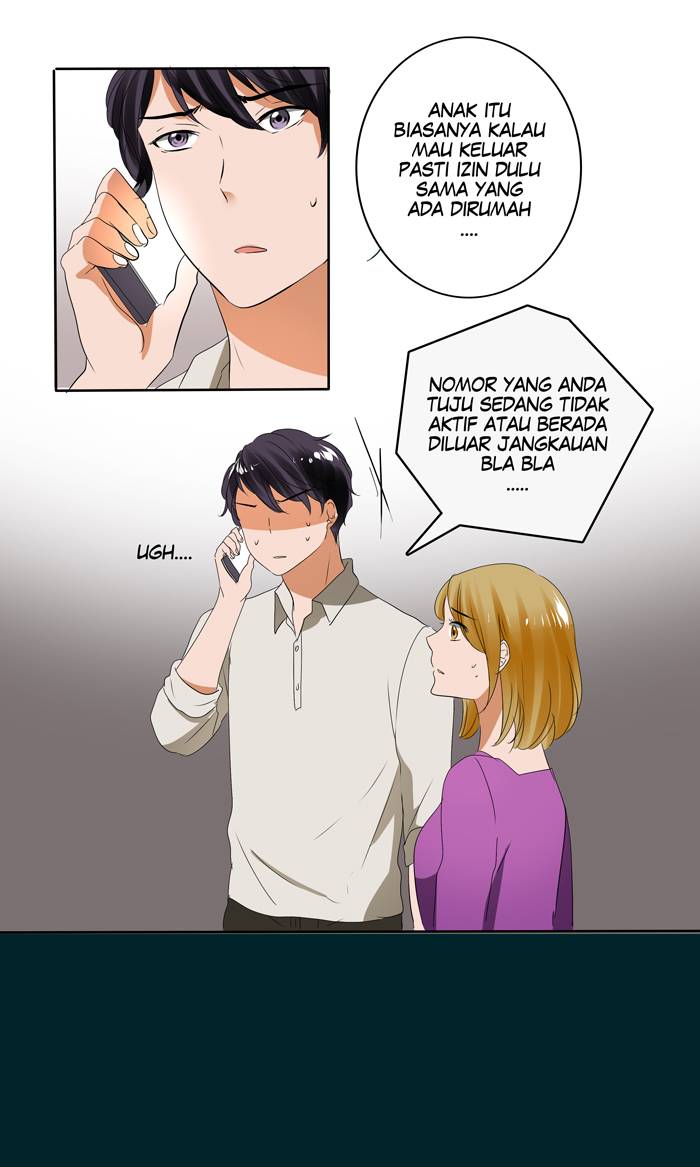 ANAK ITU
BIASANYA KALAU
MAU KELUAR
PASTI IZIN DULU
SAMA YANG
ADA DIRUMAH
....
NOMOR YANG ANDA
TUJU SEDANG TIDAK
AKTIF ATAU BERADA
DILUAR JANGKAUAN
BLA BLA
.....
UGH....